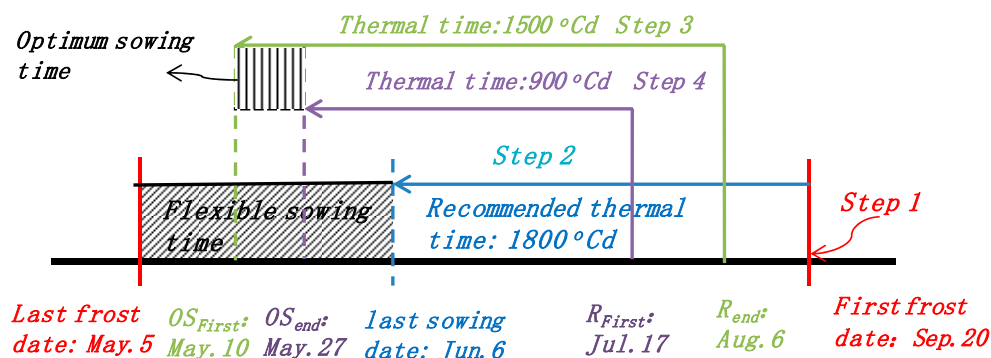 Thermal time:1500°Cd Step 3
Optimum sowing
time
Thermal time:900°Cd Step 4
Step 2
Flexible sowing
time
Recommended thermal
time: 1800°Cd
Step 1
Last frost
date: May.5
OSFirst:
May.10
OSend:
May.27
last sowing
date: Jun.6
RFirst:
Jul.17
Rend:
Aug.6
First frost
date: Sep.20